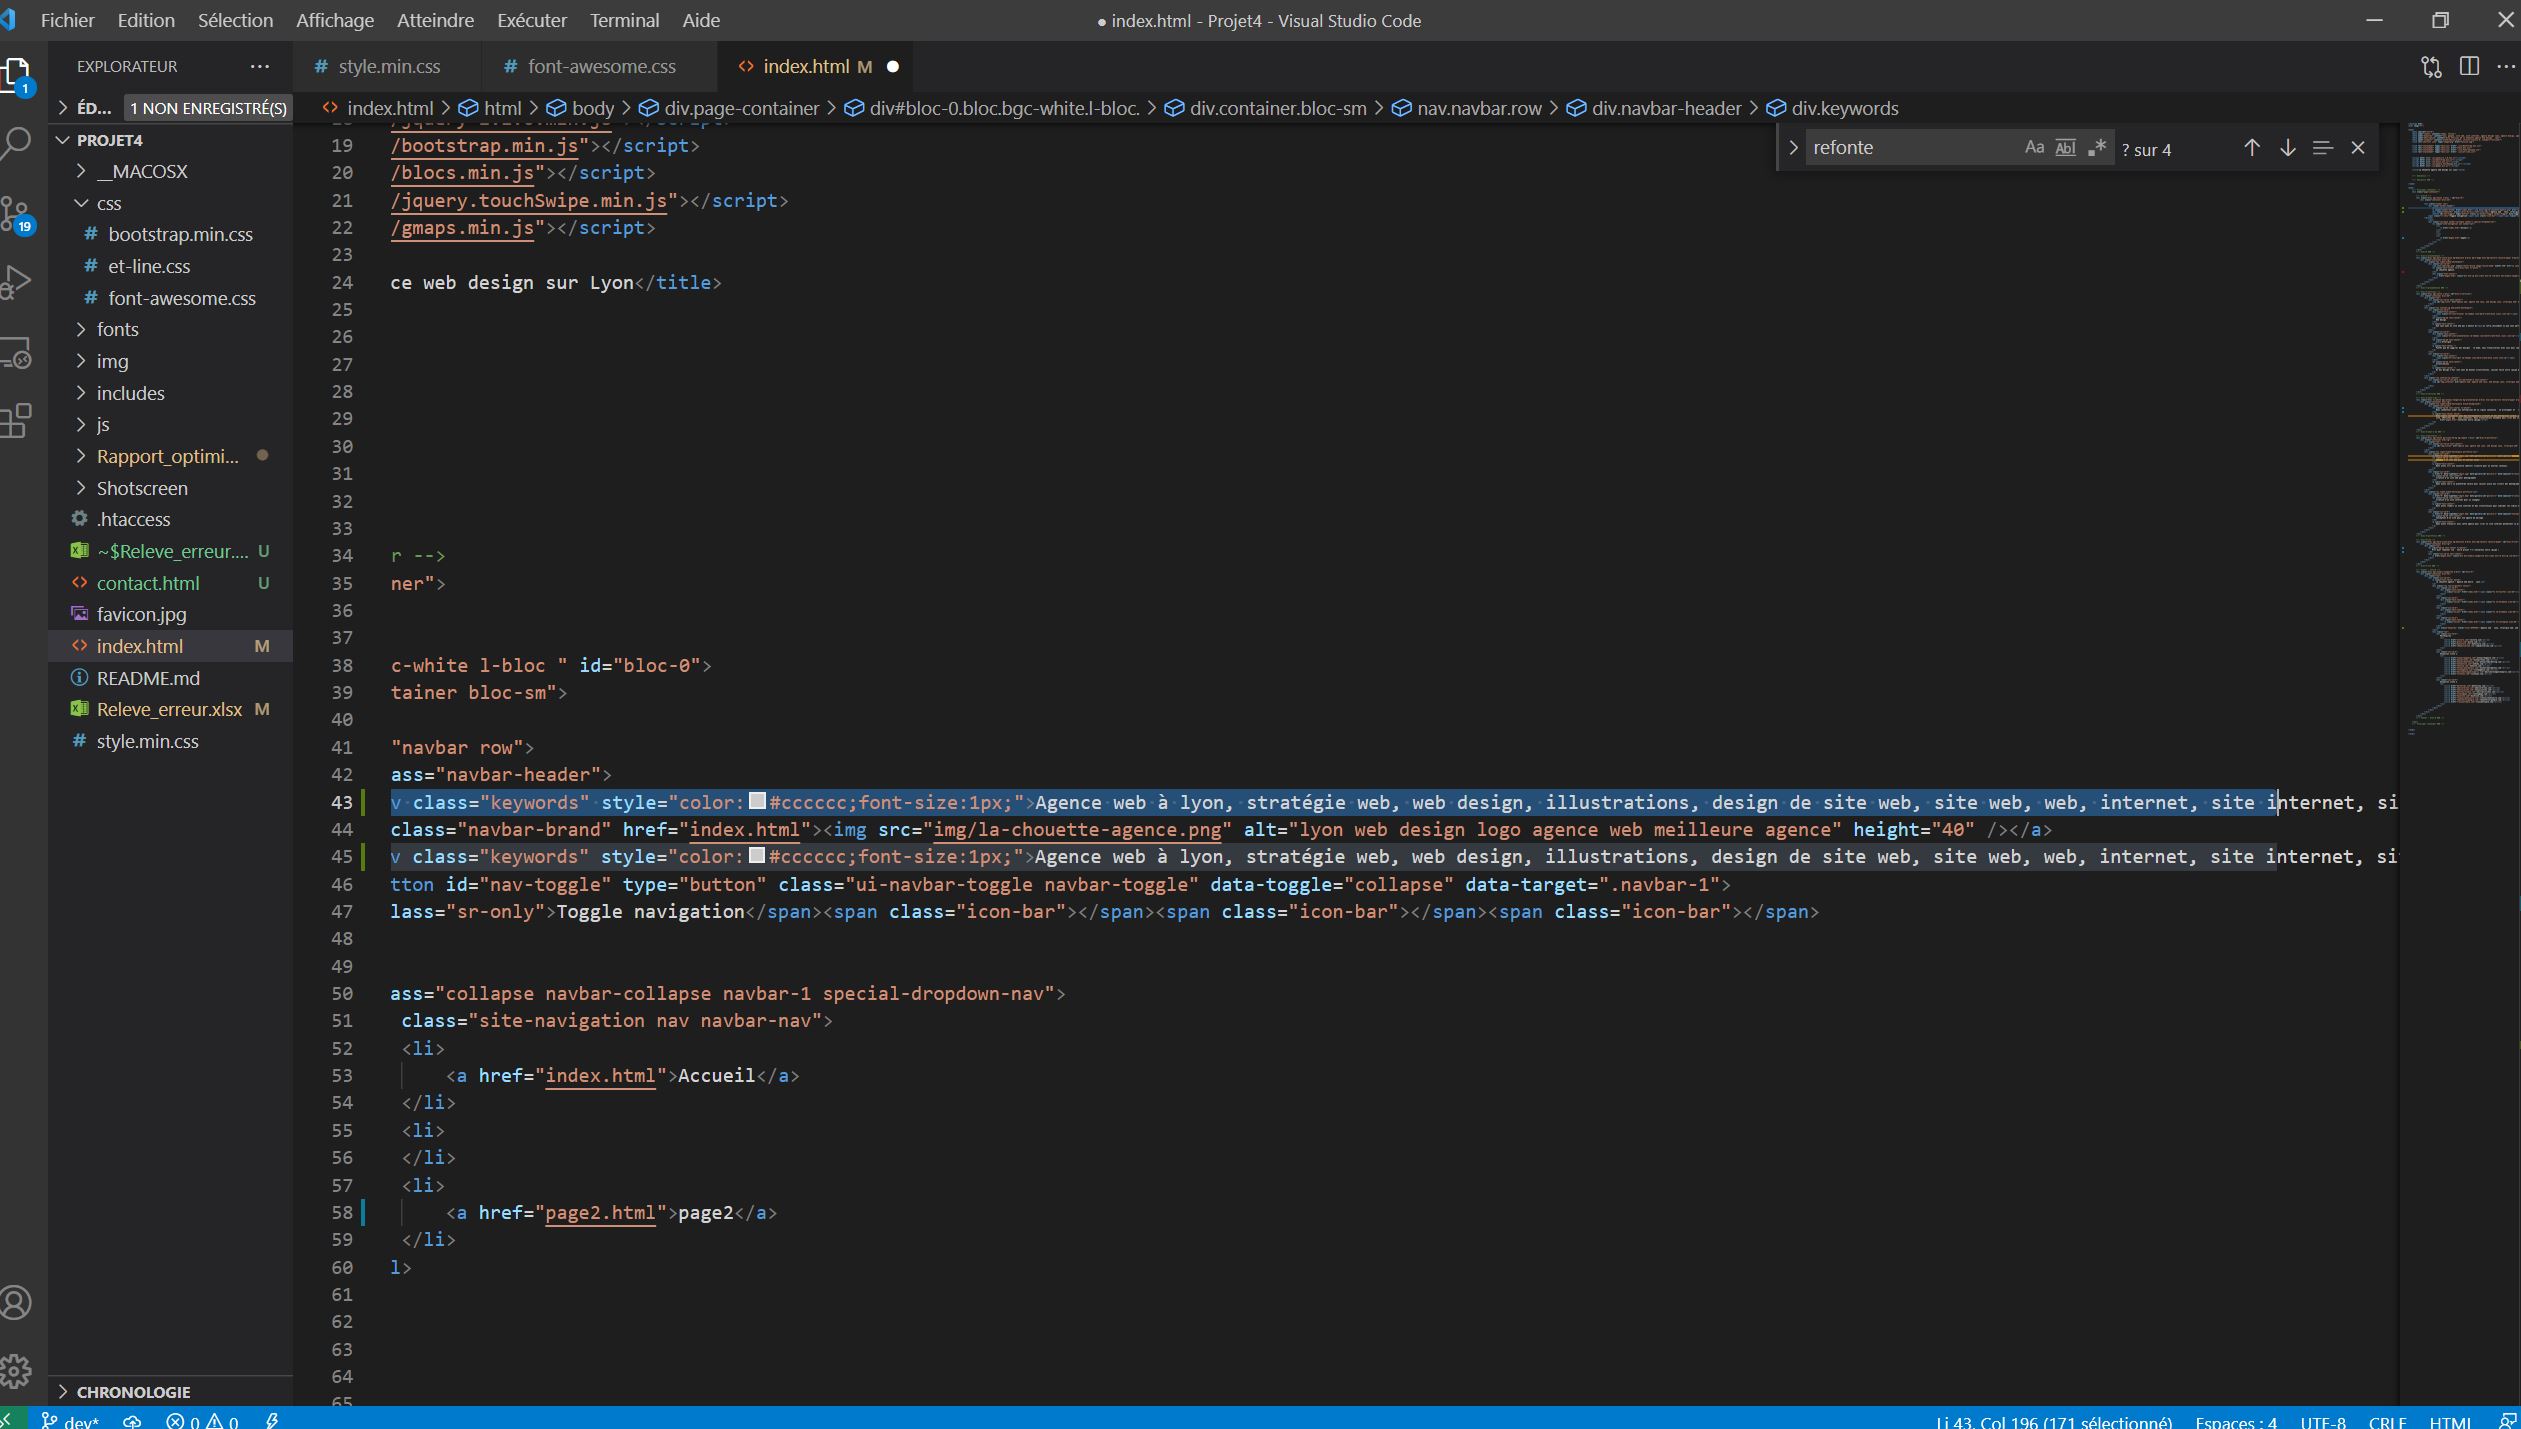 Fichier Edition Sélection Affichage Atteindre Exécuter Terminal Aide
● index.html - Projet4 - Visual Studio Code
EXPLORATEUR ···
# style.min.css # font-awesome.css <> index.html M ●
ÉD... 1 NON ENREGISTRÉ(S)
<> index.html > html > body > div.page-container > div#bloc-0.bloc.bgc-white.l-bloc. > div.container.bloc-sm > nav.navbar.row > div.navbar-header > div.keywords
refonte Aa Abl .* ? sur 4
1
19
PROJET4
__MACOSX
css
# bootstrap.min.css
# et-line.css
# font-awesome.css
fonts
img
includes
js
Rapport_optimi...
Shotscreen
.htaccess
~$Releve_erreur.... U
<> contact.html U
favicon.jpg
<> index.html M
README.md
Releve_erreur.xlsx M
# style.min.css
CHRONOLOGIE
19 /bootstrap.min.js"></script>
20 /blocs.min.js"></script>
21 /jquery.touchSwipe.min.js"></script>
22 /gmaps.min.js"></script>
23
24 ce web design sur Lyon</title>
25
26
27
28
29
30
31
32
33
34 r -->
35 ner">
36
37
38 c-white l-bloc " id="bloc-0">
39 tainer bloc-sm">
40
41 "navbar row">
42 ass="navbar-header">
43 v class="keywords" style="color:#cccccc;font-size:1px;">Agence web à lyon, stratégie web, web design, illustrations, design de site web, site web, web, internet, site internet, si
44 class="navbar-brand" href="index.html"><img src="img/la-chouette-agence.png" alt="lyon web design logo agence web meilleure agence" height="40" /></a>
45 v class="keywords" style="color:#cccccc;font-size:1px;">Agence web à lyon, stratégie web, web design, illustrations, design de site web, site web, web, internet, site internet, si
46 tton id="nav-toggle" type="button" class="ui-navbar-toggle navbar-toggle" data-toggle="collapse" data-target=".navbar-1">
47 lass="sr-only">Toggle navigation</span><span class="icon-bar"></span><span class="icon-bar"></span><span class="icon-bar"></span>
48
49
50 ass="collapse navbar-collapse navbar-1 special-dropdown-nav">
51 class="site-navigation nav navbar-nav">
52 <li>
53 <a href="index.html">Accueil</a>
54 </li>
55 <li>
56 </li>
57 <li>
58 <a href="page2.html">page2</a>
59 </li>
60 l>
61
62
63
64
65
dev* 0 0 Li 43, Col 196 (171 sélectionné) Espaces : 4 UTF-8 CRLF HTML